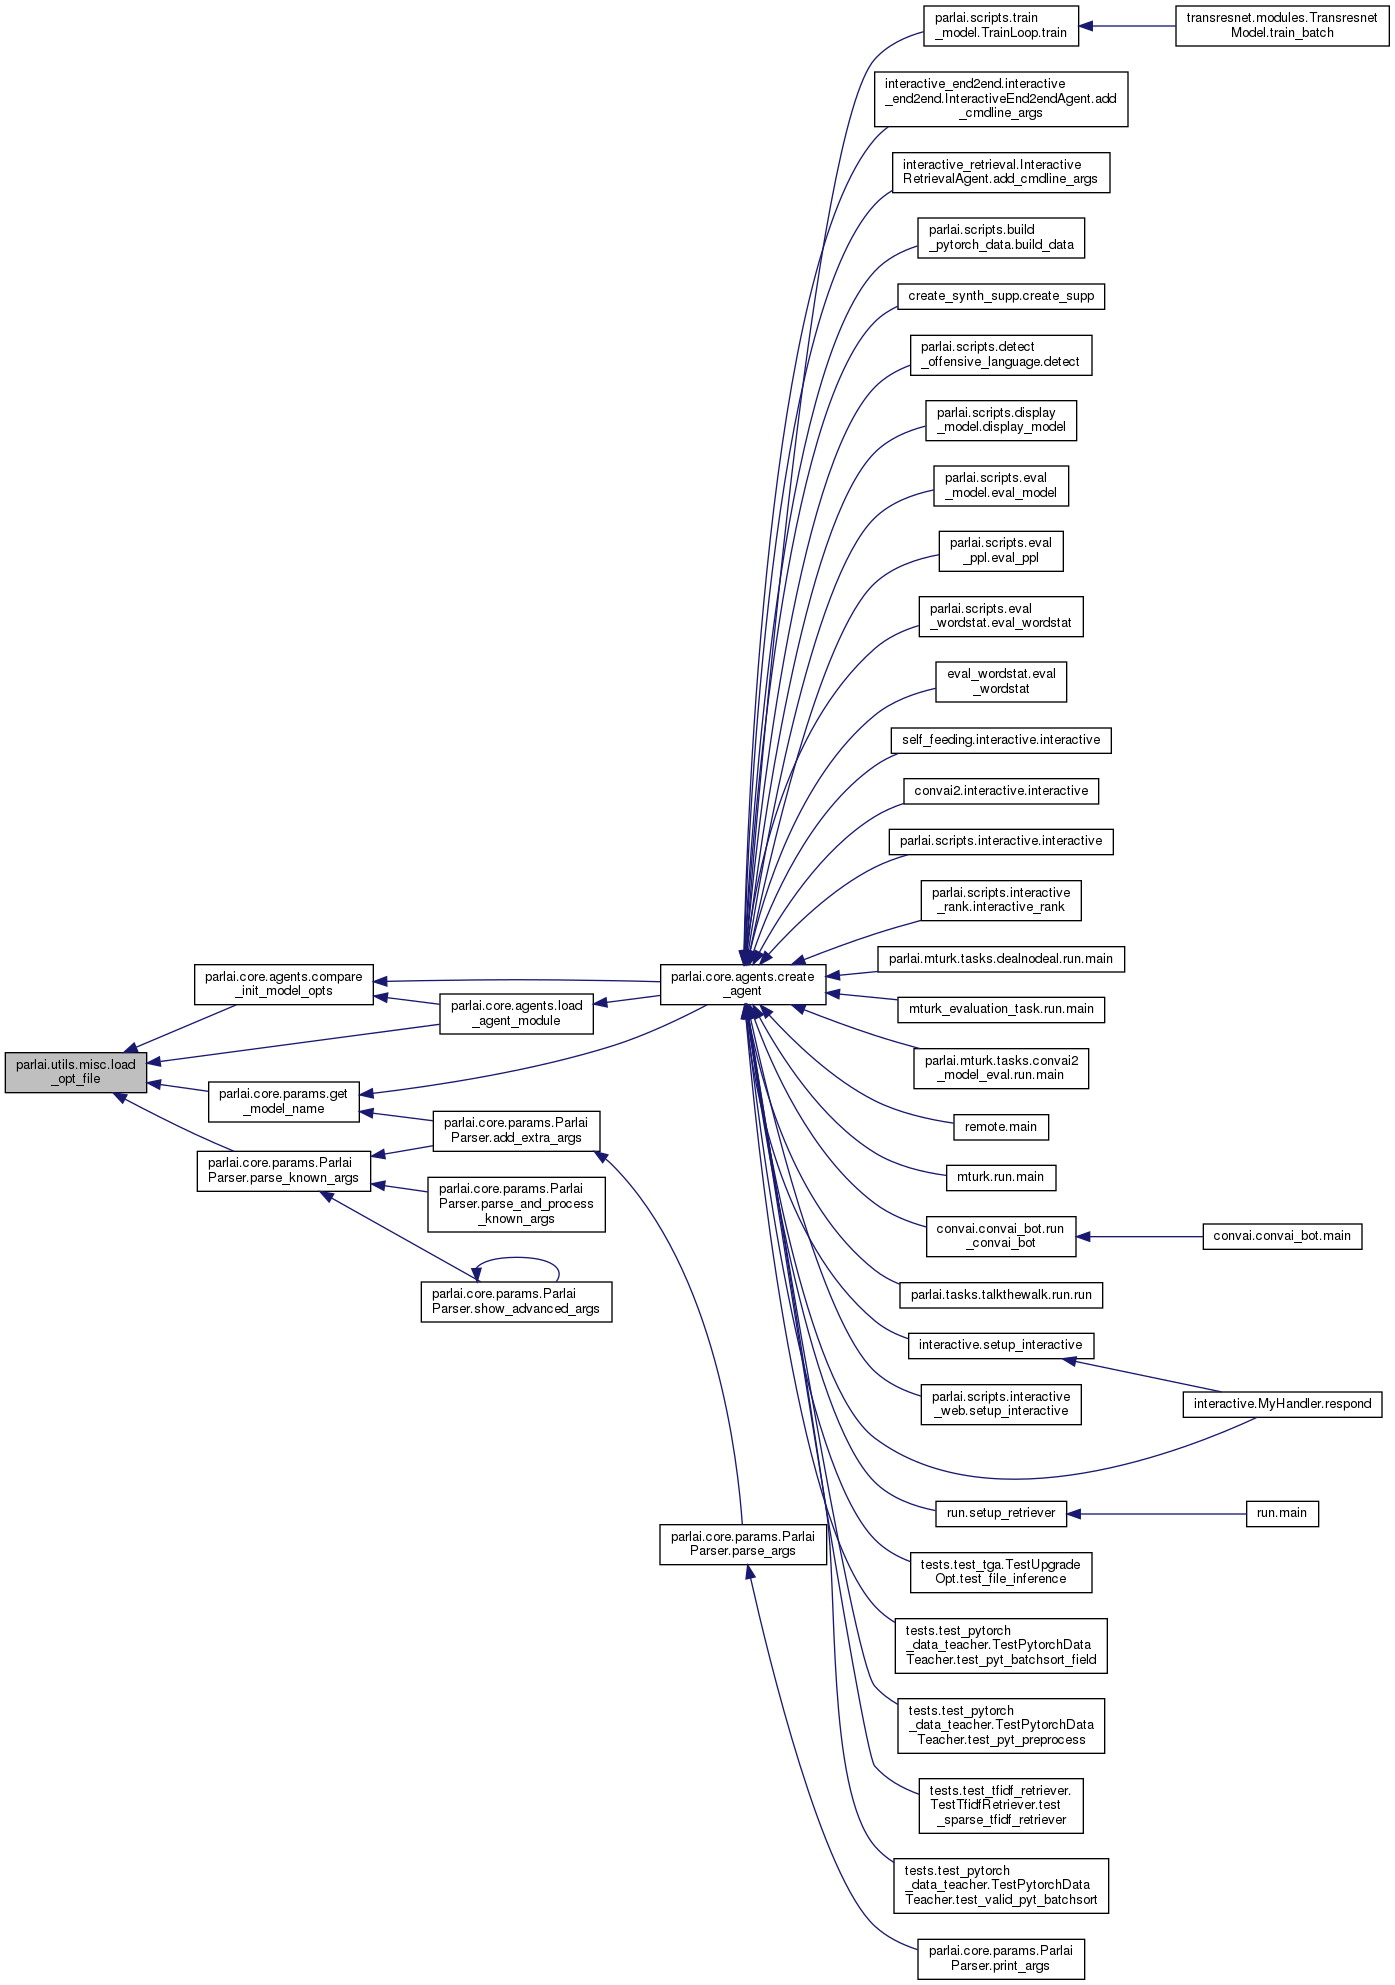 parlai.utils.misc.load
_opt_file
parlai.core.agents.compare
_init_model_opts
parlai.core.agents.load
_agent_module
parlai.core.params.get
_model_name
parlai.core.params.Parlai
Parser.add_extra_args
parlai.core.params.Parlai
Parser.parse_known_args
parlai.core.params.Parlai
Parser.parse_and_process
_known_args
parlai.core.params.Parlai
Parser.show_advanced_args
parlai.core.agents.create
_agent
parlai.core.params.Parlai
Parser.parse_args
parlai.scripts.train
_model.TrainLoop.train
transresnet.modules.Transresnet
Model.train_batch
interactive_end2end.interactive
_end2end.InteractiveEnd2endAgent.add
_cmdline_args
interactive_retrieval.Interactive
RetrievalAgent.add_cmdline_args
parlai.scripts.build
_pytorch_data.build_data
create_synth_supp.create_supp
parlai.scripts.detect
_offensive_language.detect
parlai.scripts.display
_model.display_model
parlai.scripts.eval
_model.eval_model
parlai.scripts.eval
_ppl.eval_ppl
parlai.scripts.eval
_wordstat.eval_wordstat
eval_wordstat.eval
_wordstat
self_feeding.interactive.interactive
convai2.interactive.interactive
parlai.scripts.interactive.interactive
parlai.scripts.interactive
_rank.interactive_rank
parlai.mturk.tasks.dealnodeal.run.main
mturk_evaluation_task.run.main
parlai.mturk.tasks.convai2
_model_eval.run.main
remote.main
mturk.run.main
convai.convai_bot.run
_convai_bot
convai.convai_bot.main
parlai.tasks.talkthewalk.run.run
interactive.setup_interactive
parlai.scripts.interactive
_web.setup_interactive
interactive.MyHandler.respond
run.setup_retriever
run.main
tests.test_tga.TestUpgrade
Opt.test_file_inference
tests.test_pytorch
_data_teacher.TestPytorchData
Teacher.test_pyt_batchsort_field
tests.test_pytorch
_data_teacher.TestPytorchData
Teacher.test_pyt_preprocess
tests.test_tfidf_retriever.
TestTfidfRetriever.test
_sparse_tfidf_retriever
tests.test_pytorch
_data_teacher.TestPytorchData
Teacher.test_valid_pyt_batchsort
parlai.core.params.Parlai
Parser.print_args